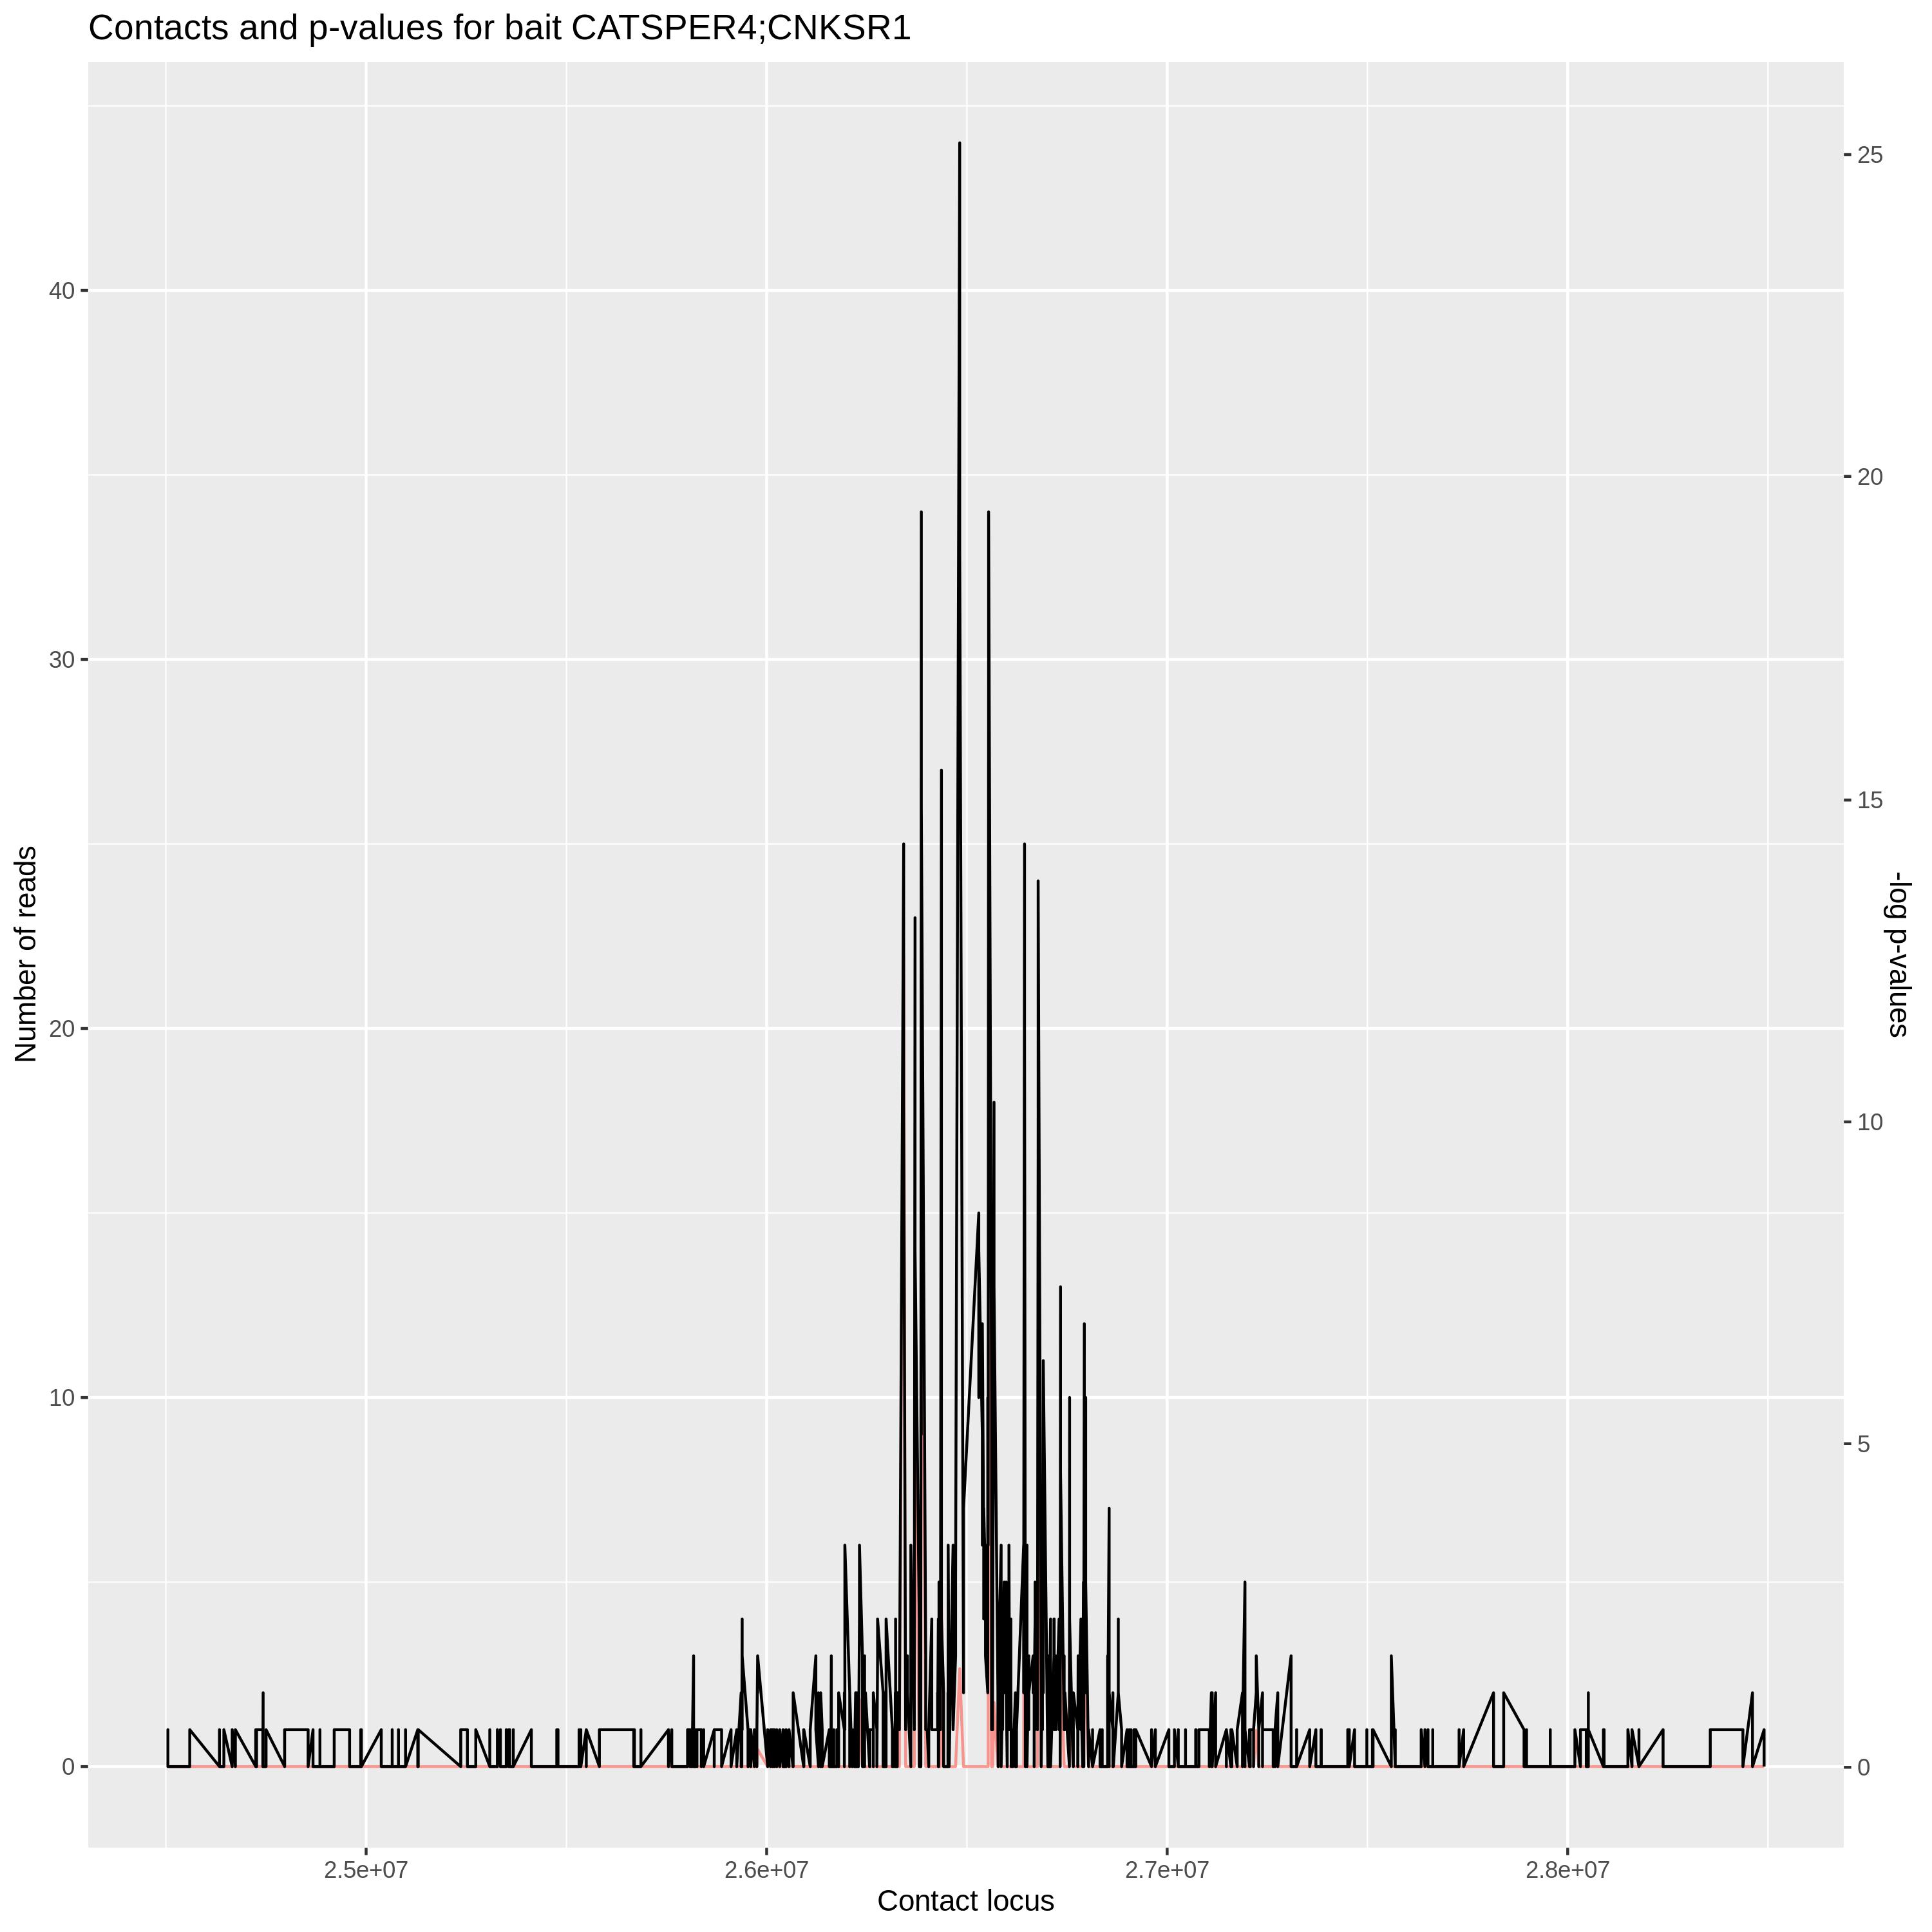 Contacts and p-values for bait CATSPER4;CNKSR1
Number of reads
40
30
20
10
0
25
20
15
10
5
0
-log p-values
2.5e+07 2.6e+07 2.7e+07 2.8e+07
Contact locus